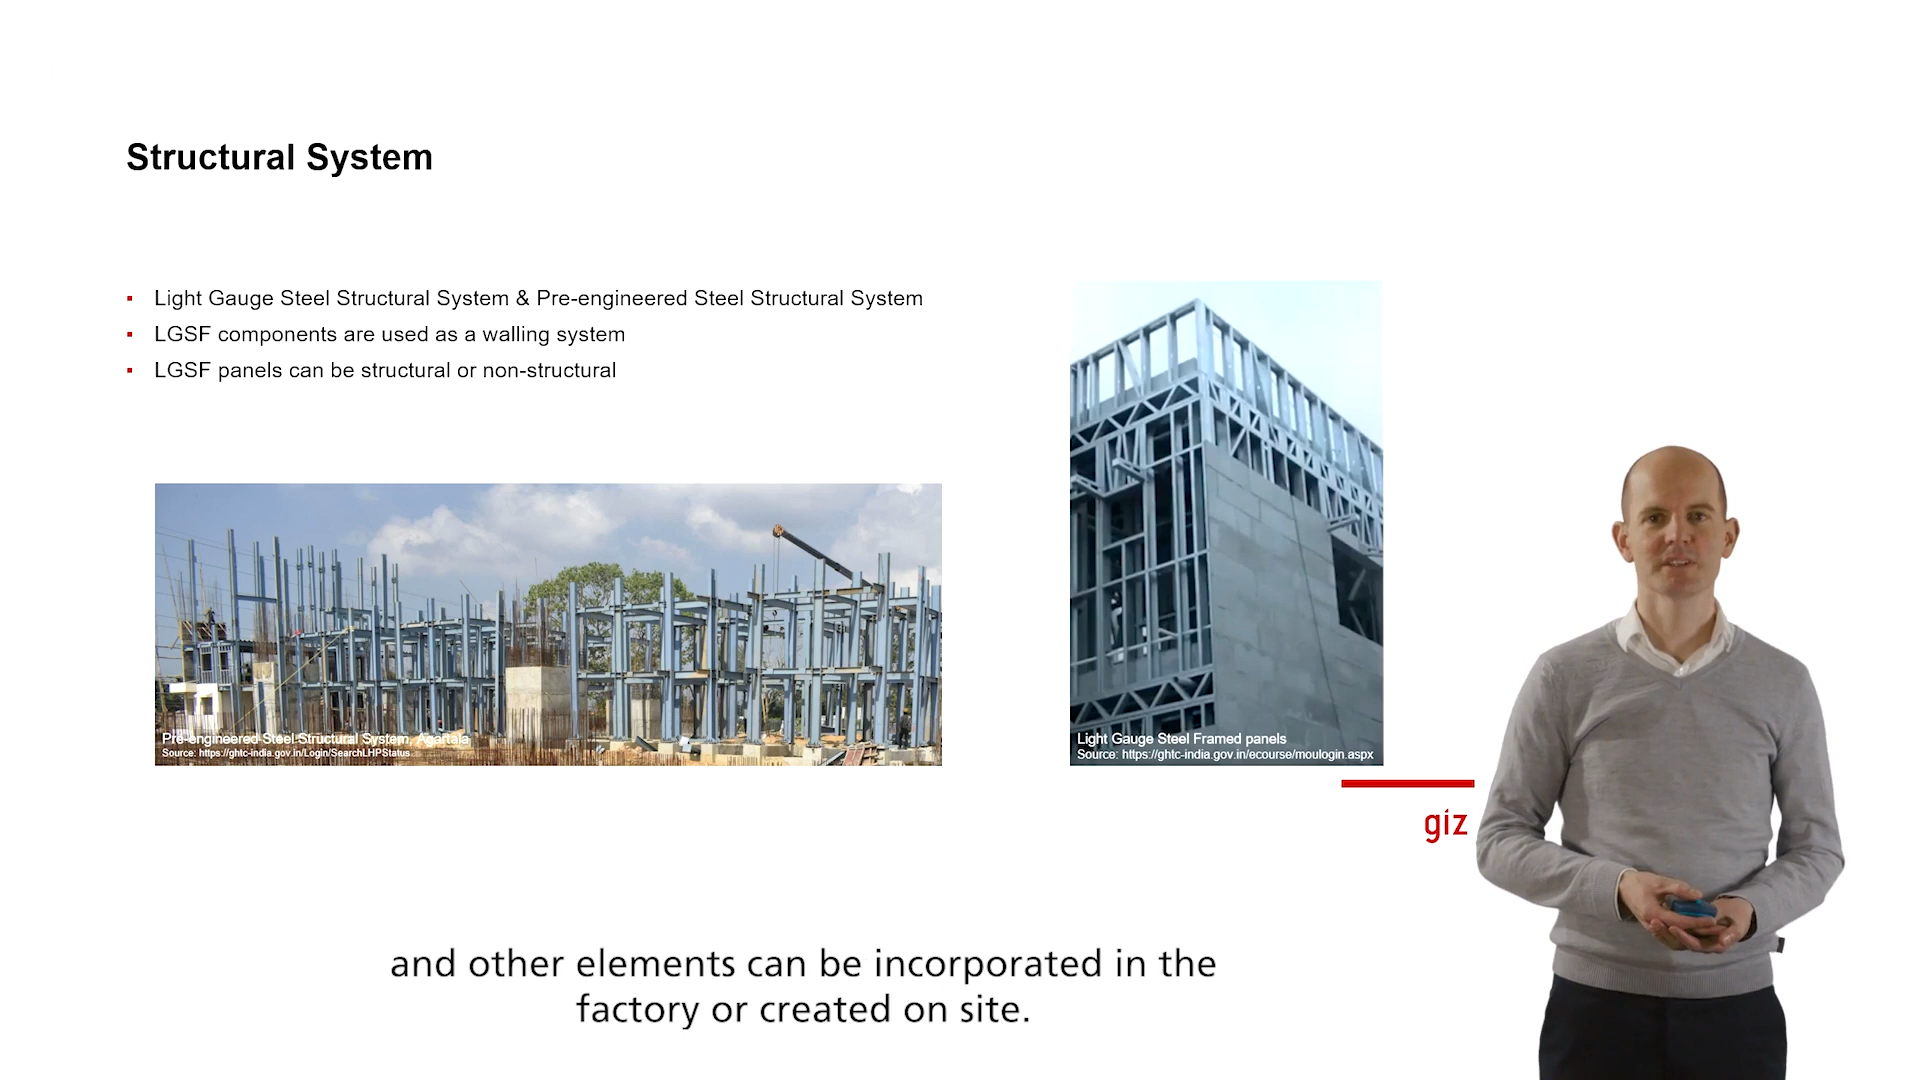 Structural System
Light Gauge Steel Structural System & Pre-engineered Steel Structural System
LGSF components are used as a walling system
LGSF panels can be structural or non-structural
Pre-engineered Steel Structural System, Agartala
Source: https://ghtc-india.gov.in/Login/SearchLHPStatus
Light Gauge Steel Framed panels
Source: https://ghtc-india.gov.in/ecourse/moulogin.aspx
giz
and other elements can be incorporated in the
factory or created on site.